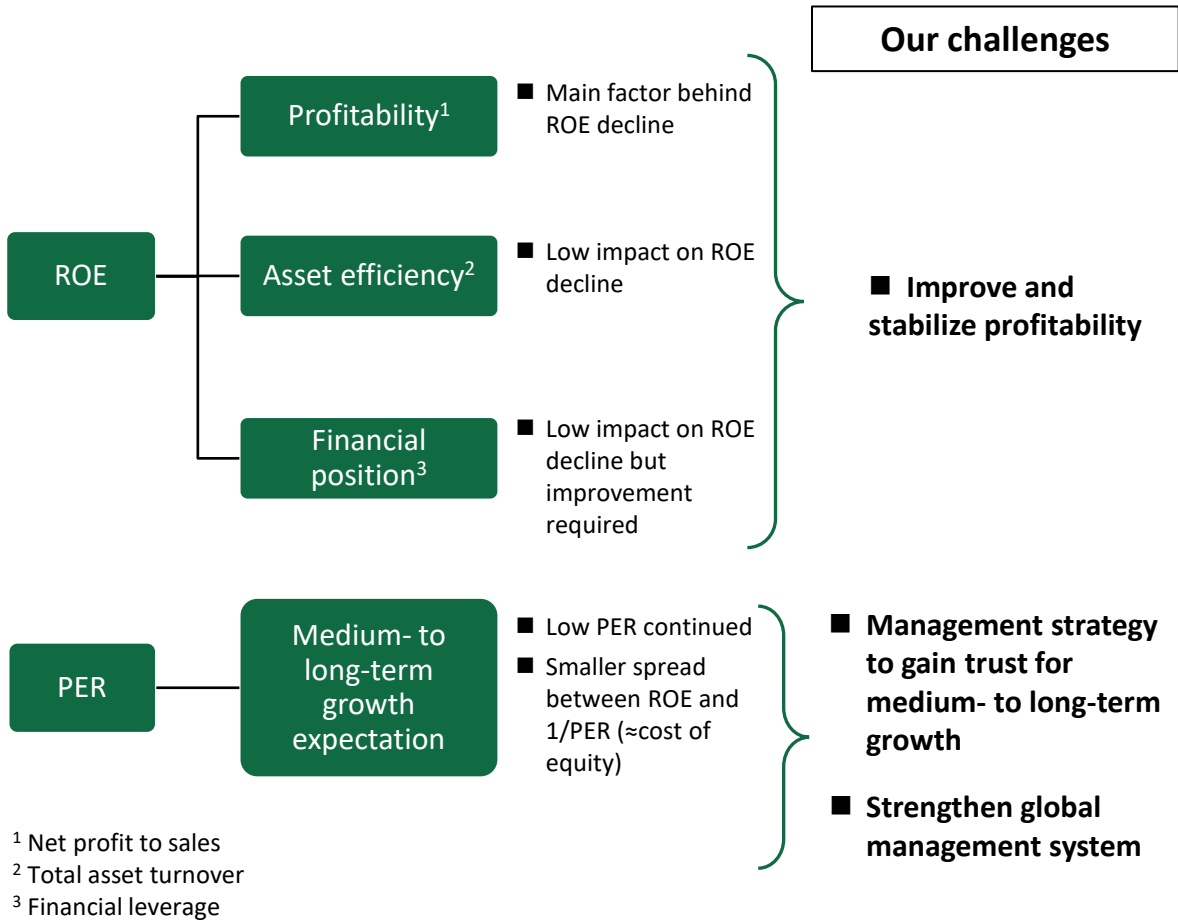 Our challenges
ROE
Profitability¹
■ Main factor behind
ROE decline
Asset efficiency²
■ Low impact on ROE
decline
Financial
position³
■ Low impact on ROE
decline but
improvement
required
■ Improve and
stabilize profitability
PER
Medium- to
long-term
growth
expectation
■ Low PER continued
■ Smaller spread
between ROE and
1/PER (≈cost of
equity)
■ Management strategy
to gain trust for
medium- to long-term
growth
■ Strengthen global
management system
¹ Net profit to sales
² Total asset turnover
³ Financial leverage